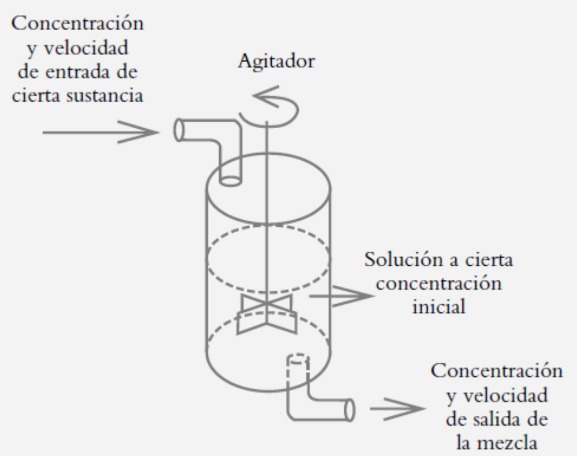 Concentración
y velocidad
de entrada de
cierta sustancia
Agitador
Solución a cierta
concentración
inicial
Concentración
y velocidad
de salida de
la mezcla